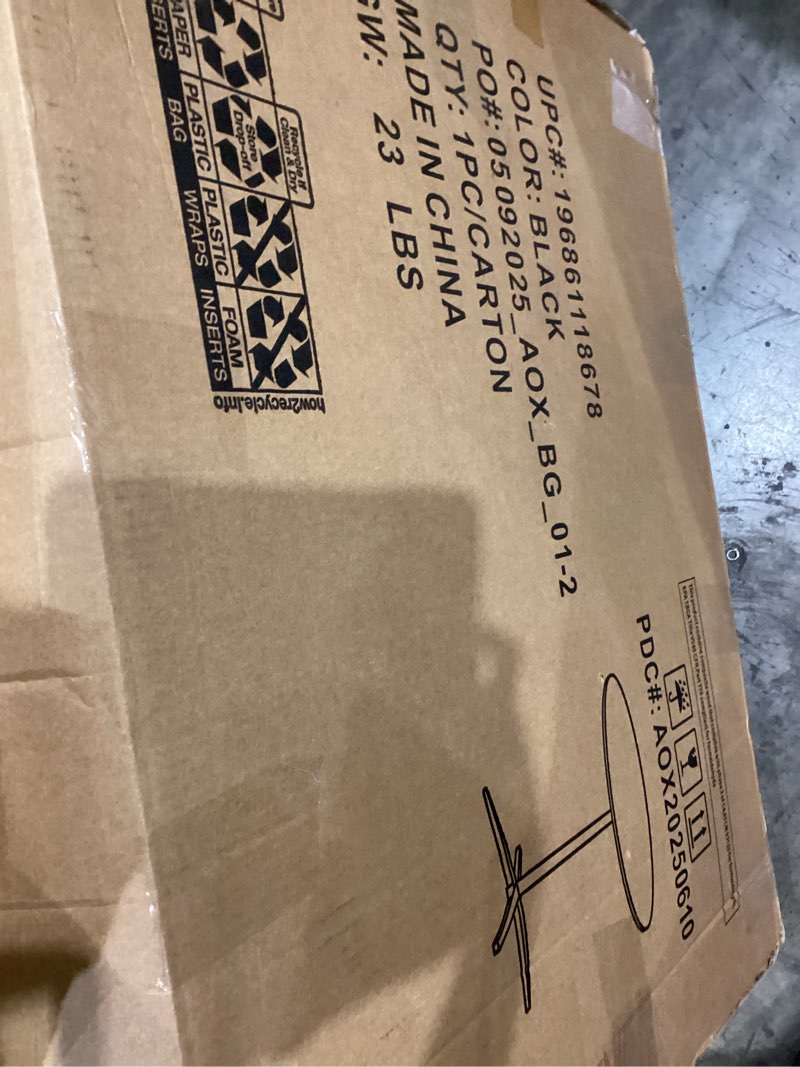 UPC#: 196861118678
COLOR: BLACK
PO#: 05092025_AOX_BG_01-2
QTY: 1PC/CARTON
MADE IN CHINA
GW: 23 LBS
PDC#: AOX20250610
Recycle if
Clean & Dry
Store
Drop-off
PAPER PLASTIC PLASTIC FOAM
INSERTS BAG WRAPS INSERTS
how2recycle.info